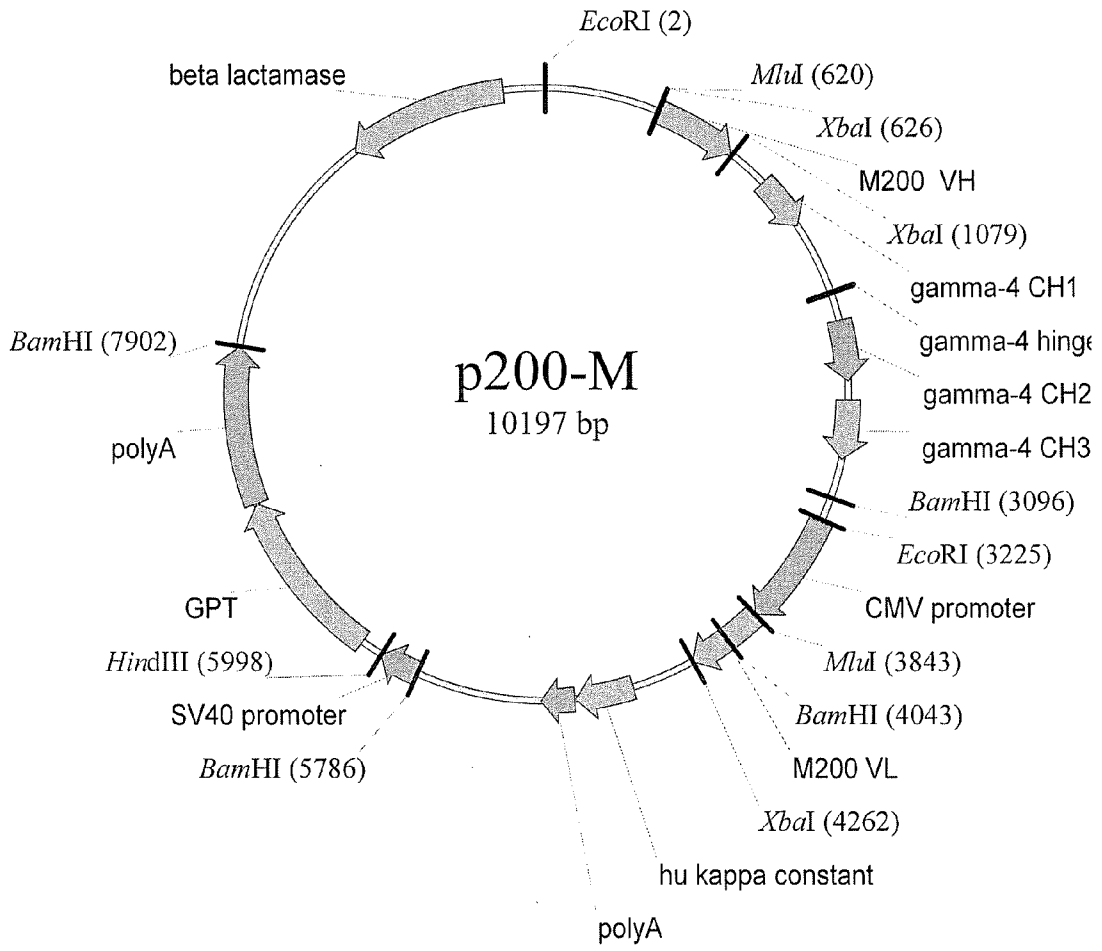 EcoRI (2)
beta lactamase
MluI (620)
XbaI (626)
M200 VH
XbaI (1079)
gamma-4 CH1
gamma-4 hinge
gamma-4 CH2
gamma-4 CH3
BamHI (3096)
EcoRI (3225)
CMV promoter
MluI (3843)
BamHI (4043)
M200 VL
XbaI (4262)
hu kappa constant
polyA
BamHI (5786)
SV40 promoter
HindIII (5998)
GPT
polyA
BamHI (7902)
p200-M
10197 bp